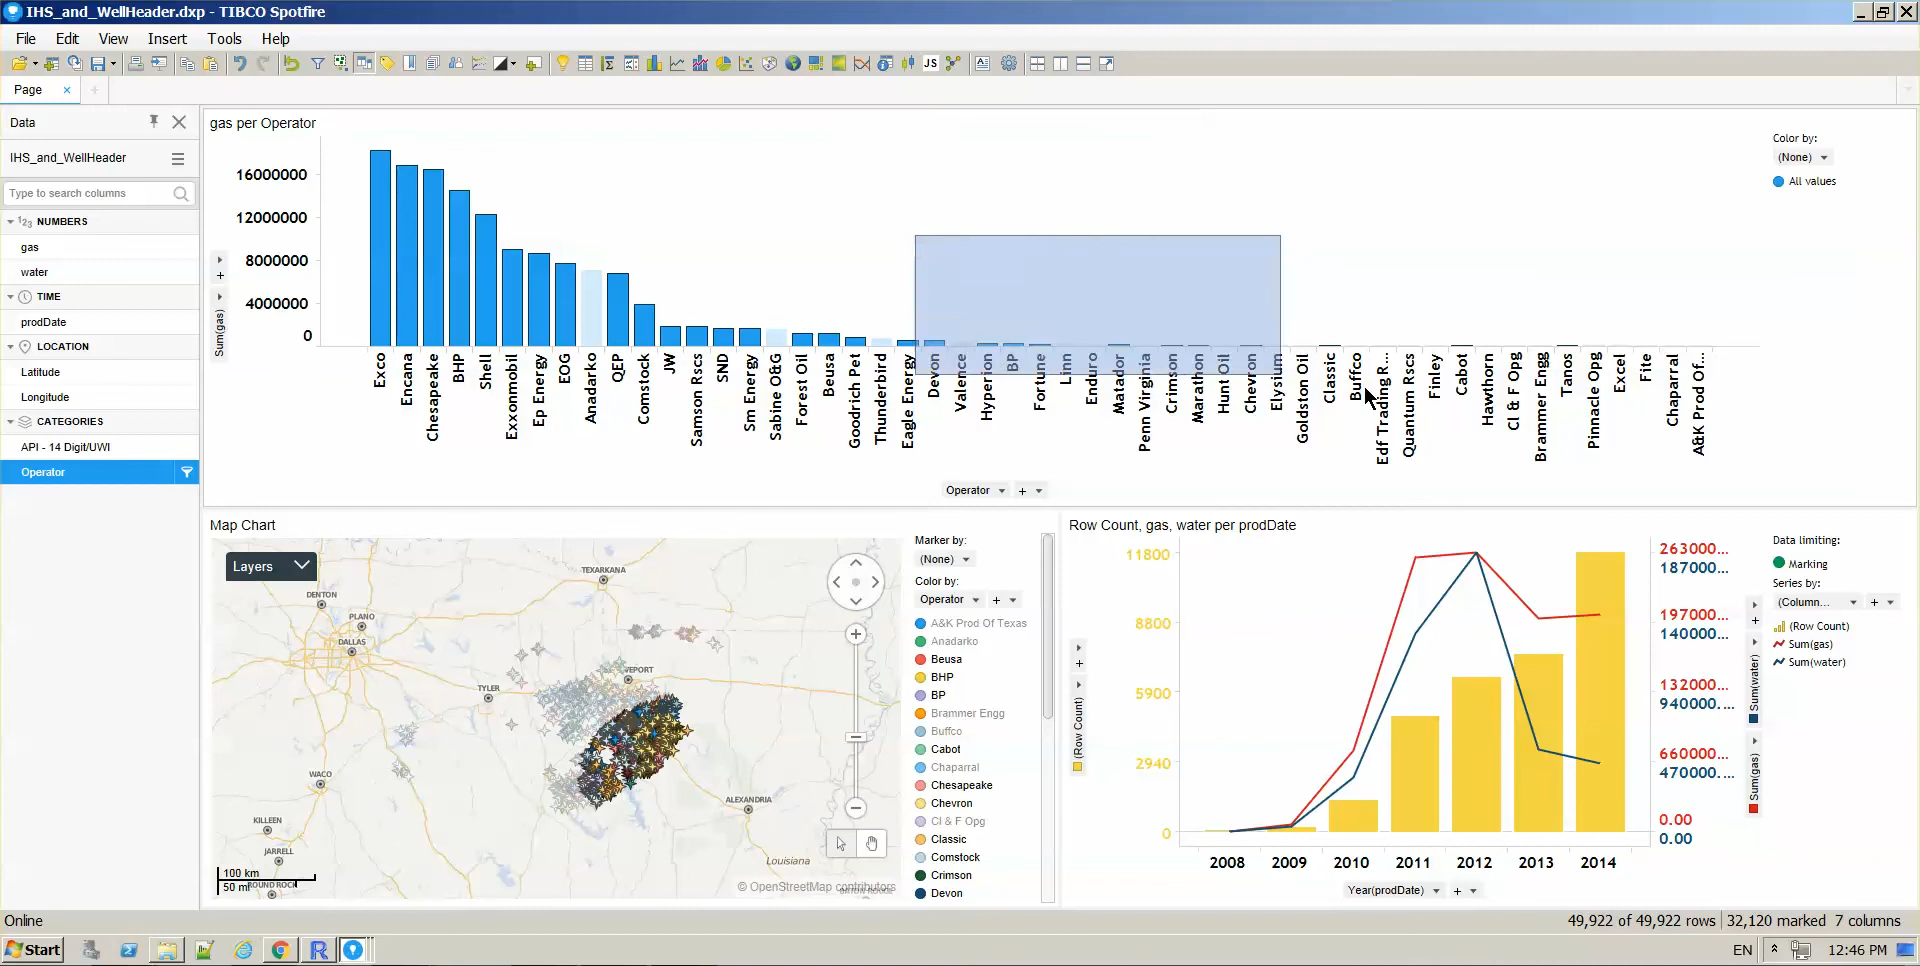 IHS_and_WellHeader.dxp - TIBCO Spotfire
File Edit View Insert Tools Help
JS
Page
Data
IHS_and_WellHeader
Type to search columns
NUMBERS
gas
water
TIME
prodDate
LOCATION
Latitude
Longitude
CATEGORIES
API - 14 Digit/UWI
Operator
gas per Operator
16000000
12000000
8000000
4000000
0
Sum(gas)
Exco
Encana
Chesapeake
BHP
Shell
Exxonmobil
Ep Energy
EOG
Anadarko
QEP
Comstock
JW
Samson Rscs
SND
Sm Energy
Sabine O&G
Forest Oil
Beusa
Goodrich Pet
Thunderbird
Eagle Energy
Devon
Valence
Hyperion
BP
Fortune
Linn
Enduro
Matador
Penn Virginia
Crimson
Marathon
Hunt Oil
Chevron
Elysium
Goldston Oil
Classic
Buffco
Edf Trading R...
Quantum Rscs
Finley
Cabot
Hawthorn
Cl & F Opg
Brammer Engg
Tanos
Pinnacle Opg
Excel
Fite
Chaparral
A&K Prod Of...
Operator
Color by:
(None)
All values
Map Chart
Layers
TEXARKANA
DENTON
PLANO
DALLAS
TYLER
VEPORT
WACO
ALEXANDRIA
KILLEEN
JARRELL
ROUND ROCK
Louisiana
100 km
50 mi
© OpenStreetMap contributors
Marker by:
(None)
Color by:
Operator
A&K Prod Of Texas
Anadarko
Beusa
BHP
BP
Brammer Engg
Buffco
Cabot
Chaparral
Chesapeake
Chevron
Cl & F Opg
Classic
Comstock
Crimson
Devon
Row Count, gas, water per prodDate
11800
8800
5900
2940
0
(Row Count)
2008 2009 2010 2011 2012 2013 2014
Year(prodDate)
263000...
187000...
197000...
140000...
132000...
940000...
660000...
470000...
0.00
0.00
Sum(water)
Sum(gas)
Data limiting:
Marking
Series by:
(Column...
(Row Count)
Sum(gas)
Sum(water)
Online
49,922 of 49,922 rows 32,120 marked 7 columns
Start
EN
12:46 PM